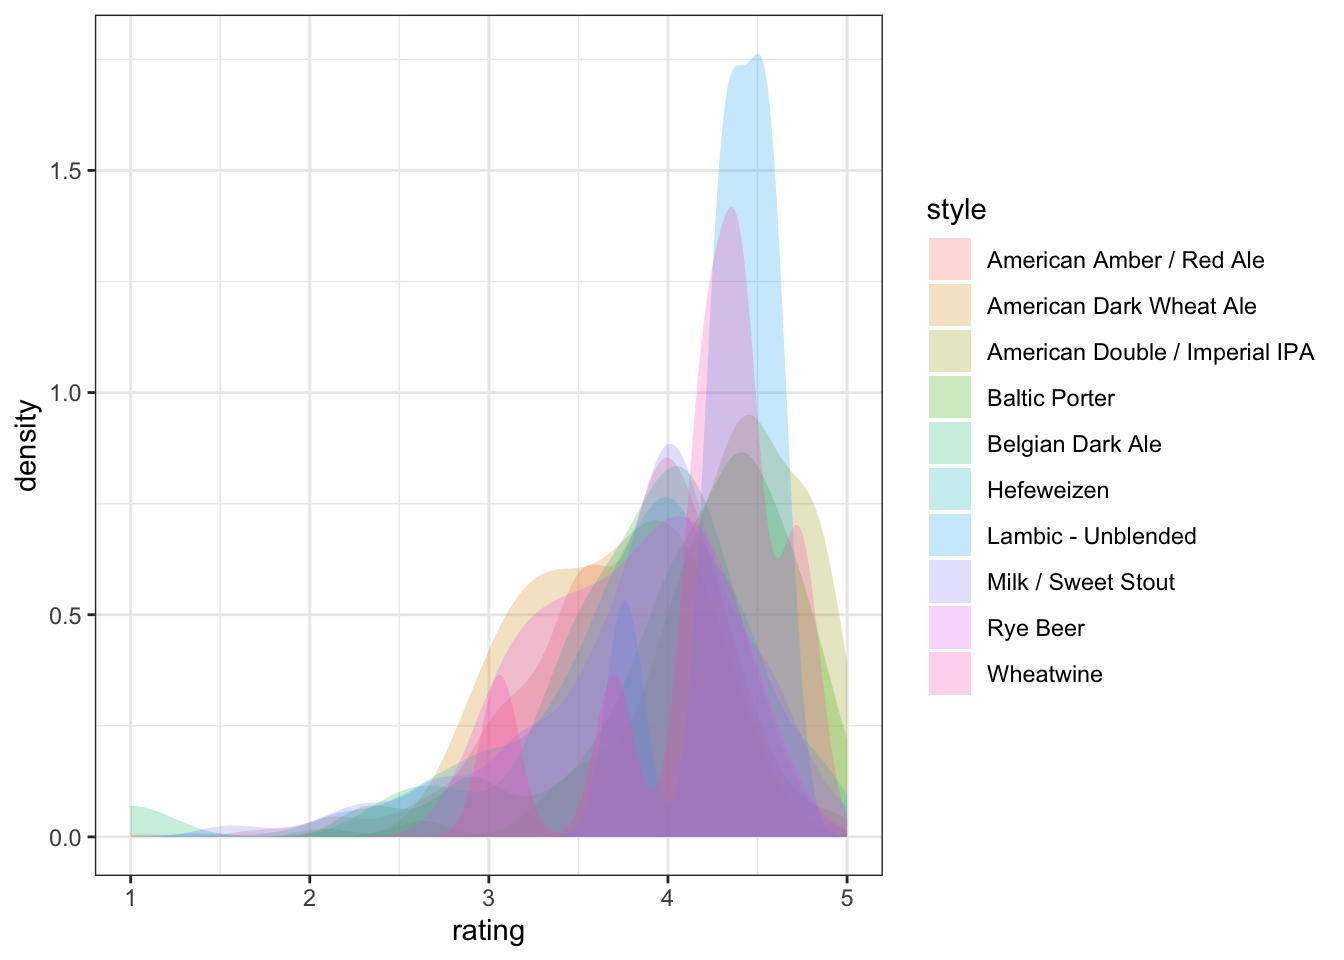 1.5
1.0
0.5
0.0
density
1 2 3 4 5
rating
style
American Amber / Red Ale
American Dark Wheat Ale
American Double / Imperial IPA
Baltic Porter
Belgian Dark Ale
Hefeweizen
Lambic - Unblended
Milk / Sweet Stout
Rye Beer
Wheatwine